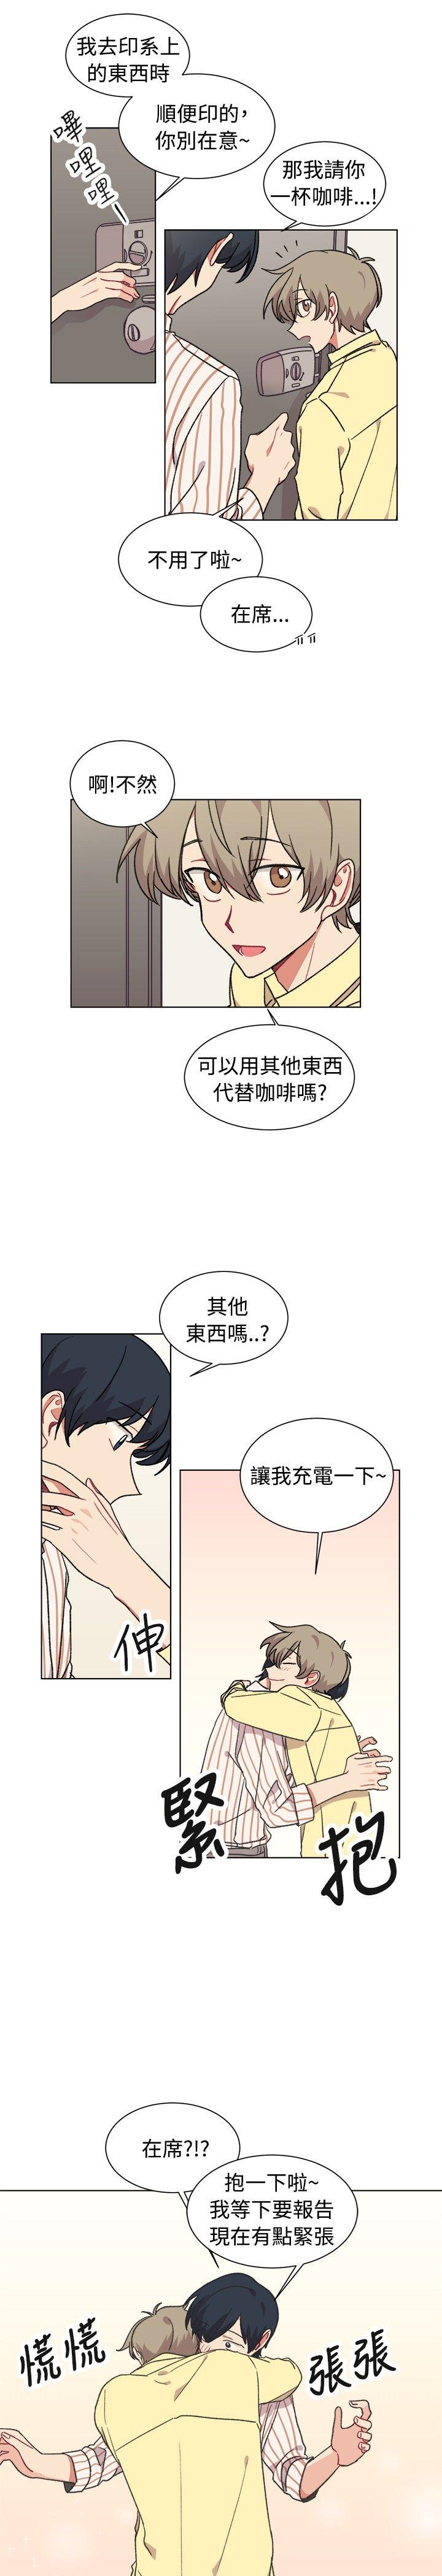 我去印系上
的東西時
順便印的,
你別在意~
嗶
哩
哩
那我請你
一杯咖啡...!
不用了啦~
在席...
啊!不然
可以用其他東西
代替咖啡嗎?
其他
東西嗎..?
讓我充電一下~
伸
緊
抱
在席?!?
抱一下啦~
我等下要報告
現在有點緊張
慌慌
張張